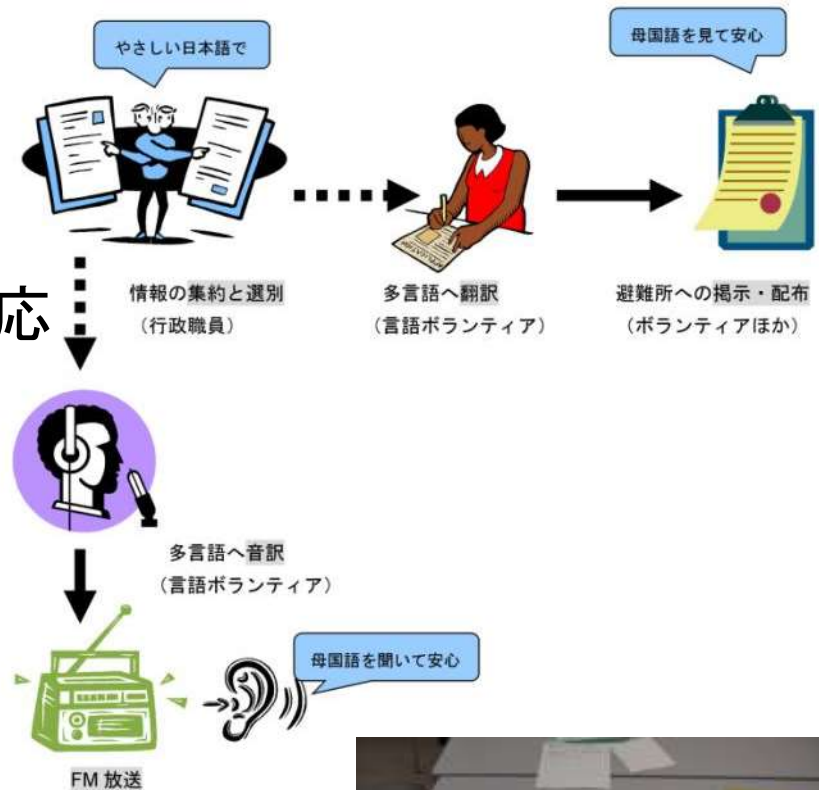 やさしい日本語で
母国語を見て安心
情報の集約と選別
（行政職員）
多言語へ翻訳
（言語ボランティア）
避難所への掲示・配布
（ボランティアほか）
応
多言語へ音訳
（言語ボランティア）
母国語を聞いて安心
FM 放送